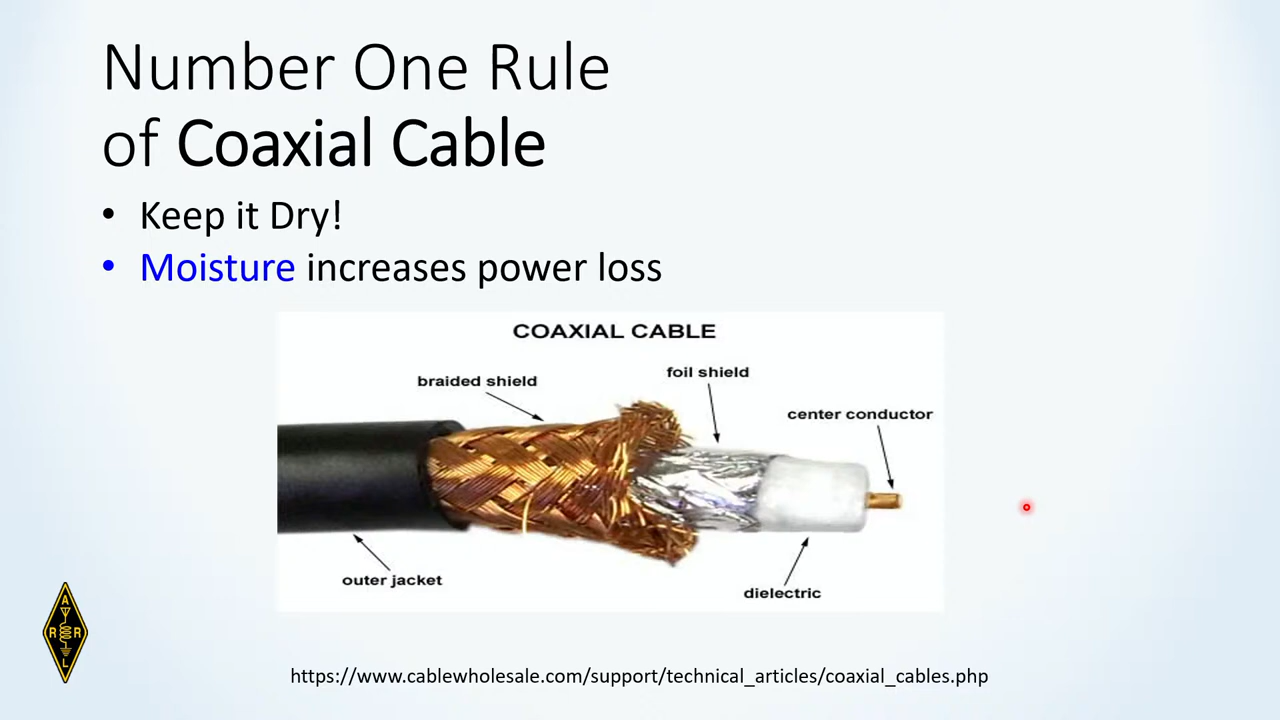 Number One Rule
of Coaxial Cable
• Keep it Dry!
• Moisture increases power loss
COAXIAL CABLE
braided shield
foil shield
center conductor
outer jacket
dielectric
A
R R
L
https://www.cablewholesale.com/support/technical_articles/coaxial_cables.php